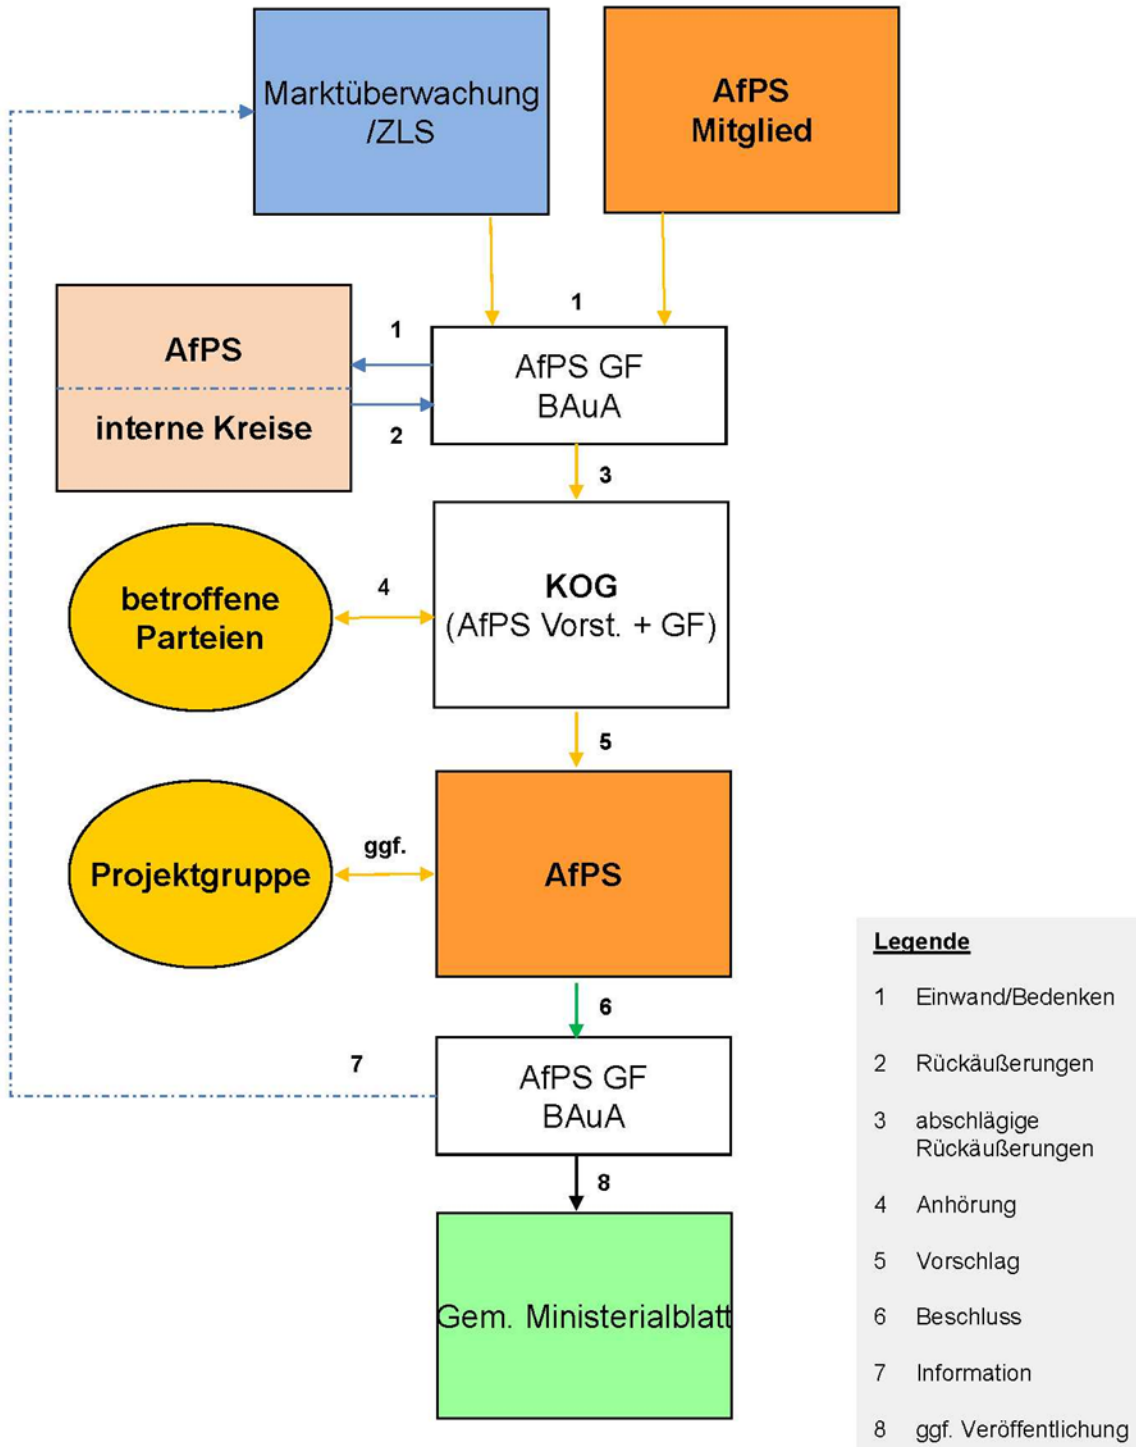 Marktüberwachung
/ZLS
AfPS
Mitglied
1
AfPS
interne Kreise
1
2
AfPS GF
BAuA
3
betroffene
Parteien
4
KOG
(AfPS Vorst. + GF)
5
Projektgruppe
ggf.
AfPS
6
7
AfPS GF
BAuA
8
Gem. Ministerialblatt
Legende
1 Einwand/Bedenken
2 Rückäußerungen
3 abschlägige
Rückäußerungen
4 Anhörung
5 Vorschlag
6 Beschluss
7 Information
8 ggf. Veröffentlichung